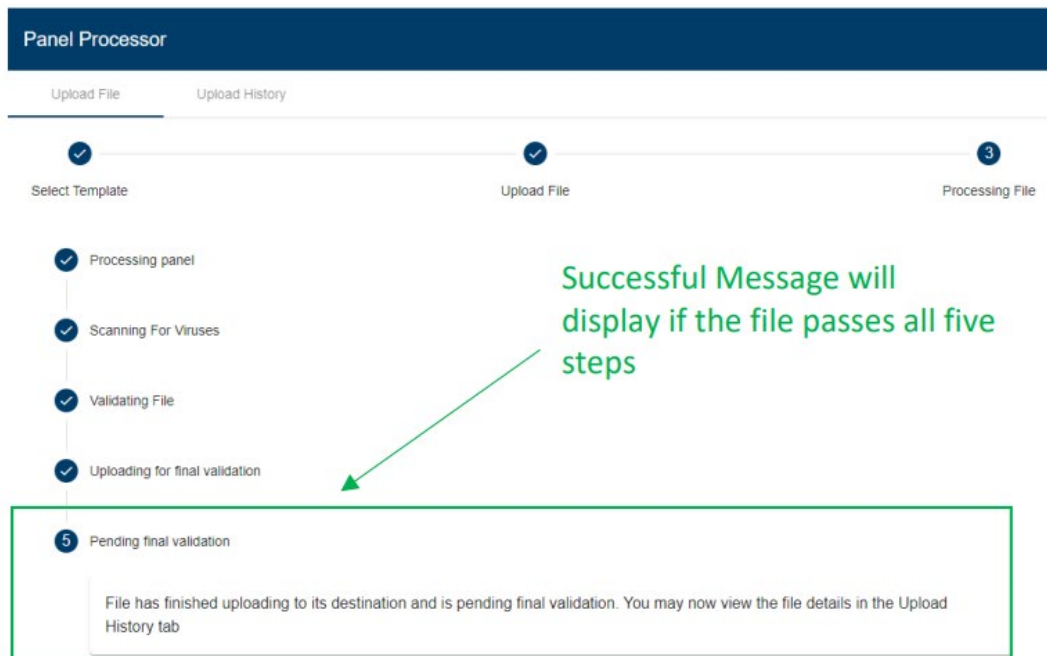 Panel Processor
Upload File Upload History
3
Select Template Upload File Processing File
Processing panel
Successful Message will
display if the file passes all five
steps
Scanning For Viruses
Validating File
Uploading for final validation
5 Pending final validation
File has finished uploading to its destination and is pending final validation. You may now view the file details in the Upload
History tab